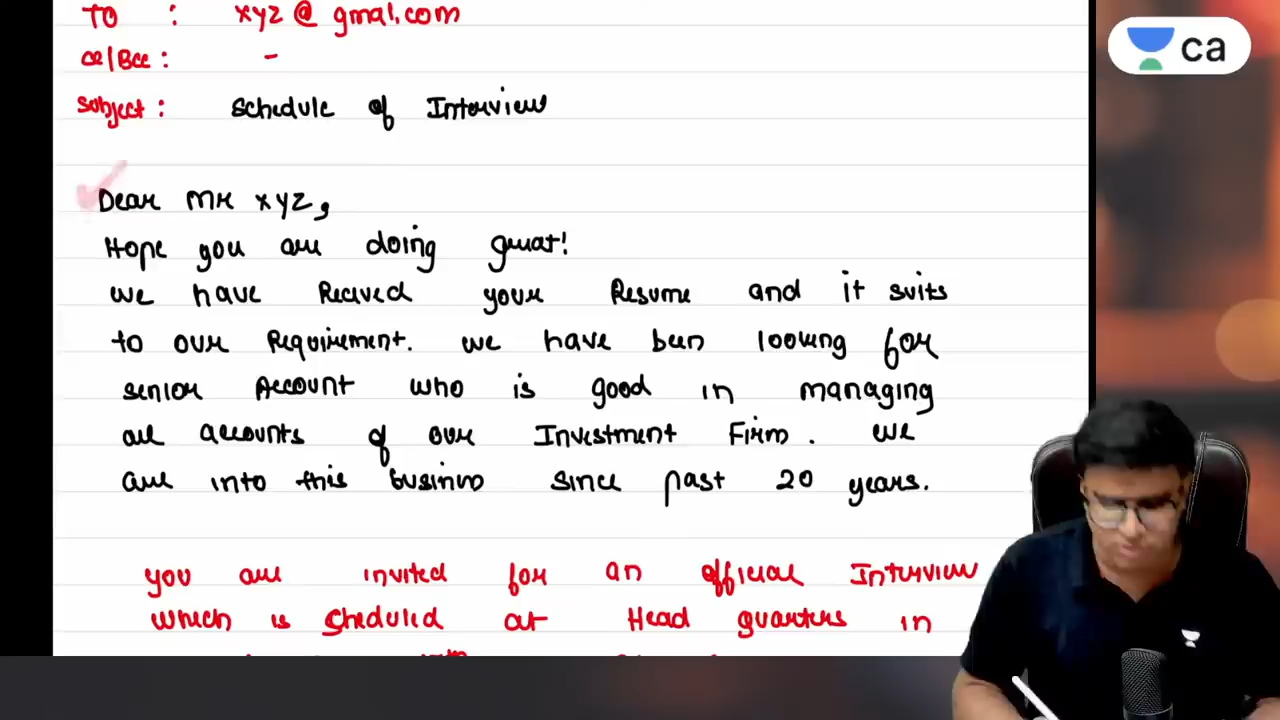 To : xyz@gmal.com
CC/Bcc : -
Subject : Schedule of Interview
ca
Dear Mr xyz,
Hope you are doing great!
We have Recived your Resume and it suits
to our Requirement. We have been looking for
senior Account who is good in managing
all accounts of our Investment Firm. We
are into this business since past 20 years.
you are invited for an official Interview
which is Scheduled at Head quarters in